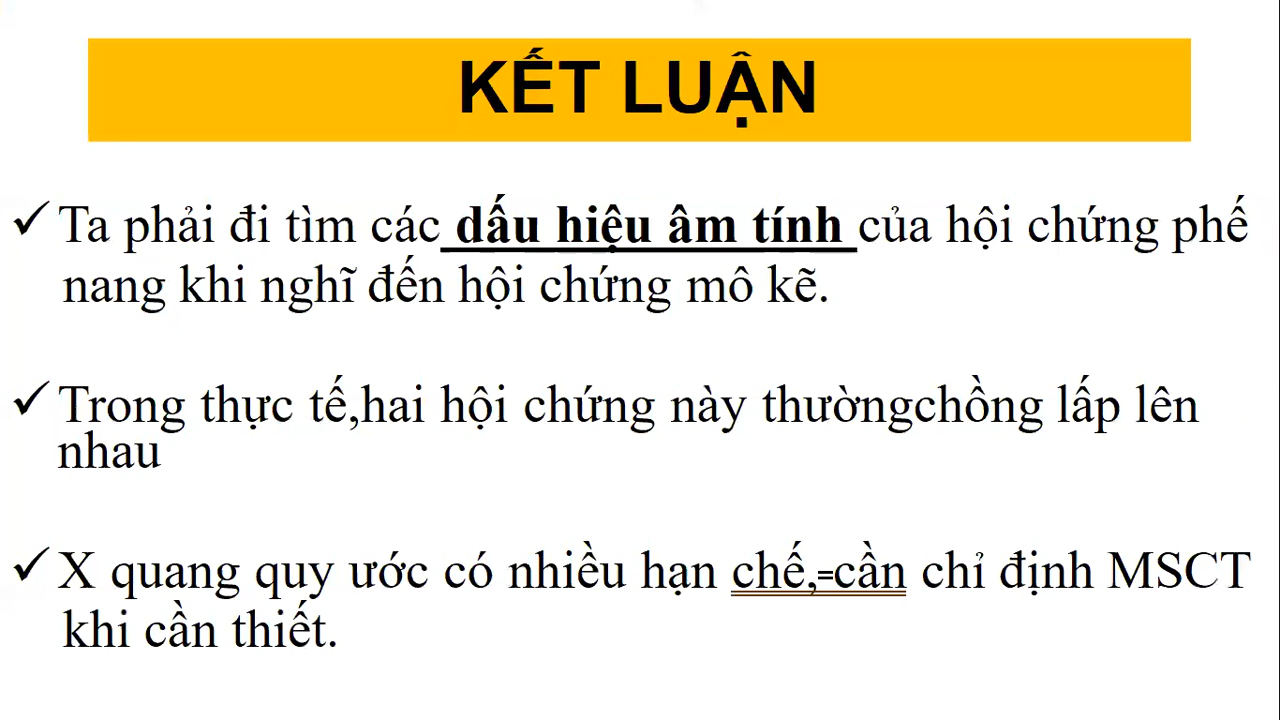 KẾT LUẬN
✓Ta phải đi tìm các dấu hiệu âm tính của hội chứng phế
nang khi nghĩ đến hội chứng mô kẽ.
✓Trong thực tế,hai hội chứng này thườngchồng lấp lên
nhau
✓X quang quy ước có nhiều hạn chế,=cần chỉ định MSCT
khi cần thiết.